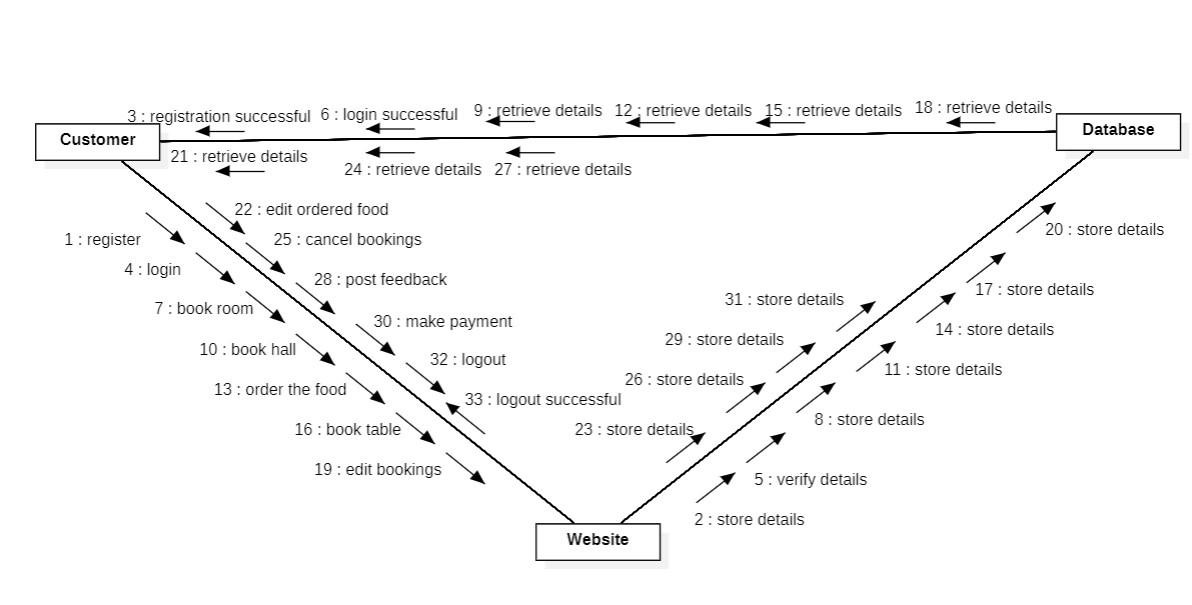 3 : registration successful
6 : login successful
9 : retrieve details
12 : retrieve details
15 : retrieve details
18 : retrieve details
Customer
Database
21 : retrieve details
24 : retrieve details
27 : retrieve details
22 : edit ordered food
1 : register
25 : cancel bookings
20 : store details
4 : login
28 : post feedback
17 : store details
7 : book room
31 : store details
30 : make payment
14 : store details
10 : book hall
29 : store details
32 : logout
11 : store details
13 : order the food
26 : store details
33 : logout successful
8 : store details
16 : book table
23 : store details
19 : edit bookings
5 : verify details
2 : store details
Website